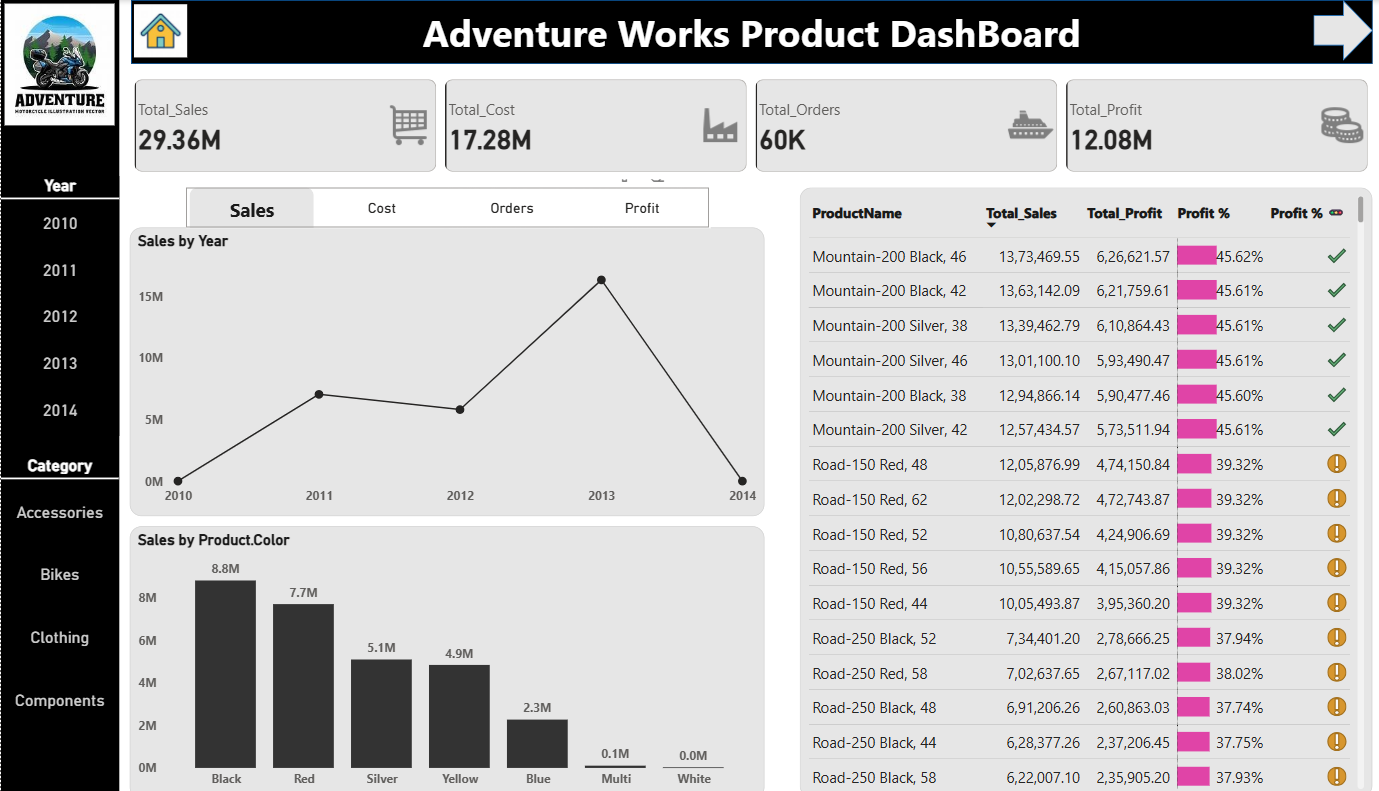 ADVENTURE
MOTORCYCLE ILLUSTRATION VECTOR
Adventure Works Product DashBoard
Year
2010
2011
2012
2013
2014
Category
Accessories
Bikes
Clothing
Components
Total_Sales
29.36M
Total_Cost
17.28M
Total_Orders
60K
Total_Profit
12.08M
Sales Cost Orders Profit
Sales by Year
15M
10M
5M
0M
2010 2011 2012 2013 2014
Sales by Product.Color
8M
6M
4M
2M
0M
8.8M 7.7M 5.1M 4.9M 2.3M 0.1M 0.0M
Black Red Silver Yellow Blue Multi White
ProductName Total_Sales Total_Profit Profit % Profit %
Mountain-200 Black, 46 13,73,469.55 6,26,621.57 45.62%
Mountain-200 Black, 42 13,63,142.09 6,21,759.61 45.61%
Mountain-200 Silver, 38 13,39,462.79 6,10,864.43 45.61%
Mountain-200 Silver, 46 13,01,100.10 5,93,490.47 45.61%
Mountain-200 Black, 38 12,94,866.14 5,90,477.46 45.60%
Mountain-200 Silver, 42 12,57,434.57 5,73,511.94 45.61%
Road-150 Red, 48 12,05,876.99 4,74,150.84 39.32%
Road-150 Red, 62 12,02,298.72 4,72,743.87 39.32%
Road-150 Red, 52 10,80,637.54 4,24,906.69 39.32%
Road-150 Red, 56 10,55,589.65 4,15,057.86 39.32%
Road-150 Red, 44 10,05,493.87 3,95,360.20 39.32%
Road-250 Black, 52 7,34,401.20 2,78,666.25 37.94%
Road-250 Red, 58 7,02,637.65 2,67,117.02 38.02%
Road-250 Black, 48 6,91,206.26 2,60,863.03 37.74%
Road-250 Black, 44 6,28,377.26 2,37,206.45 37.75%
Road-250 Black, 58 6,22,007.10 2,35,905.20 37.93%